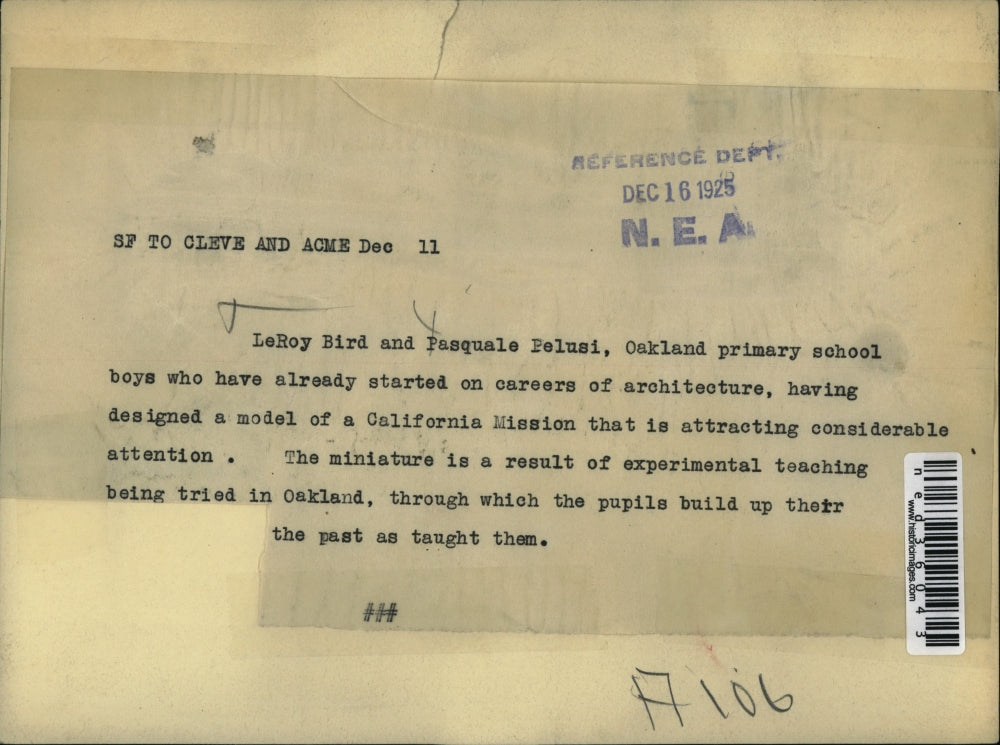 REFERENCE DEPT.
DEC 16 1925
N. E. A.
SF TO CLEVE AND ACME Dec 11
LeRoy Bird and Pasquale Pelusi, Oakland primary school
boys who have already started on careers of architecture, having
designed a model of a California Mission that is attracting considerable
attention . The miniature is a result of experimental teaching
being tried in Oakland, through which the pupils build up their
the past as taught them.
###
A 106
www.historicimages.com
ned36043